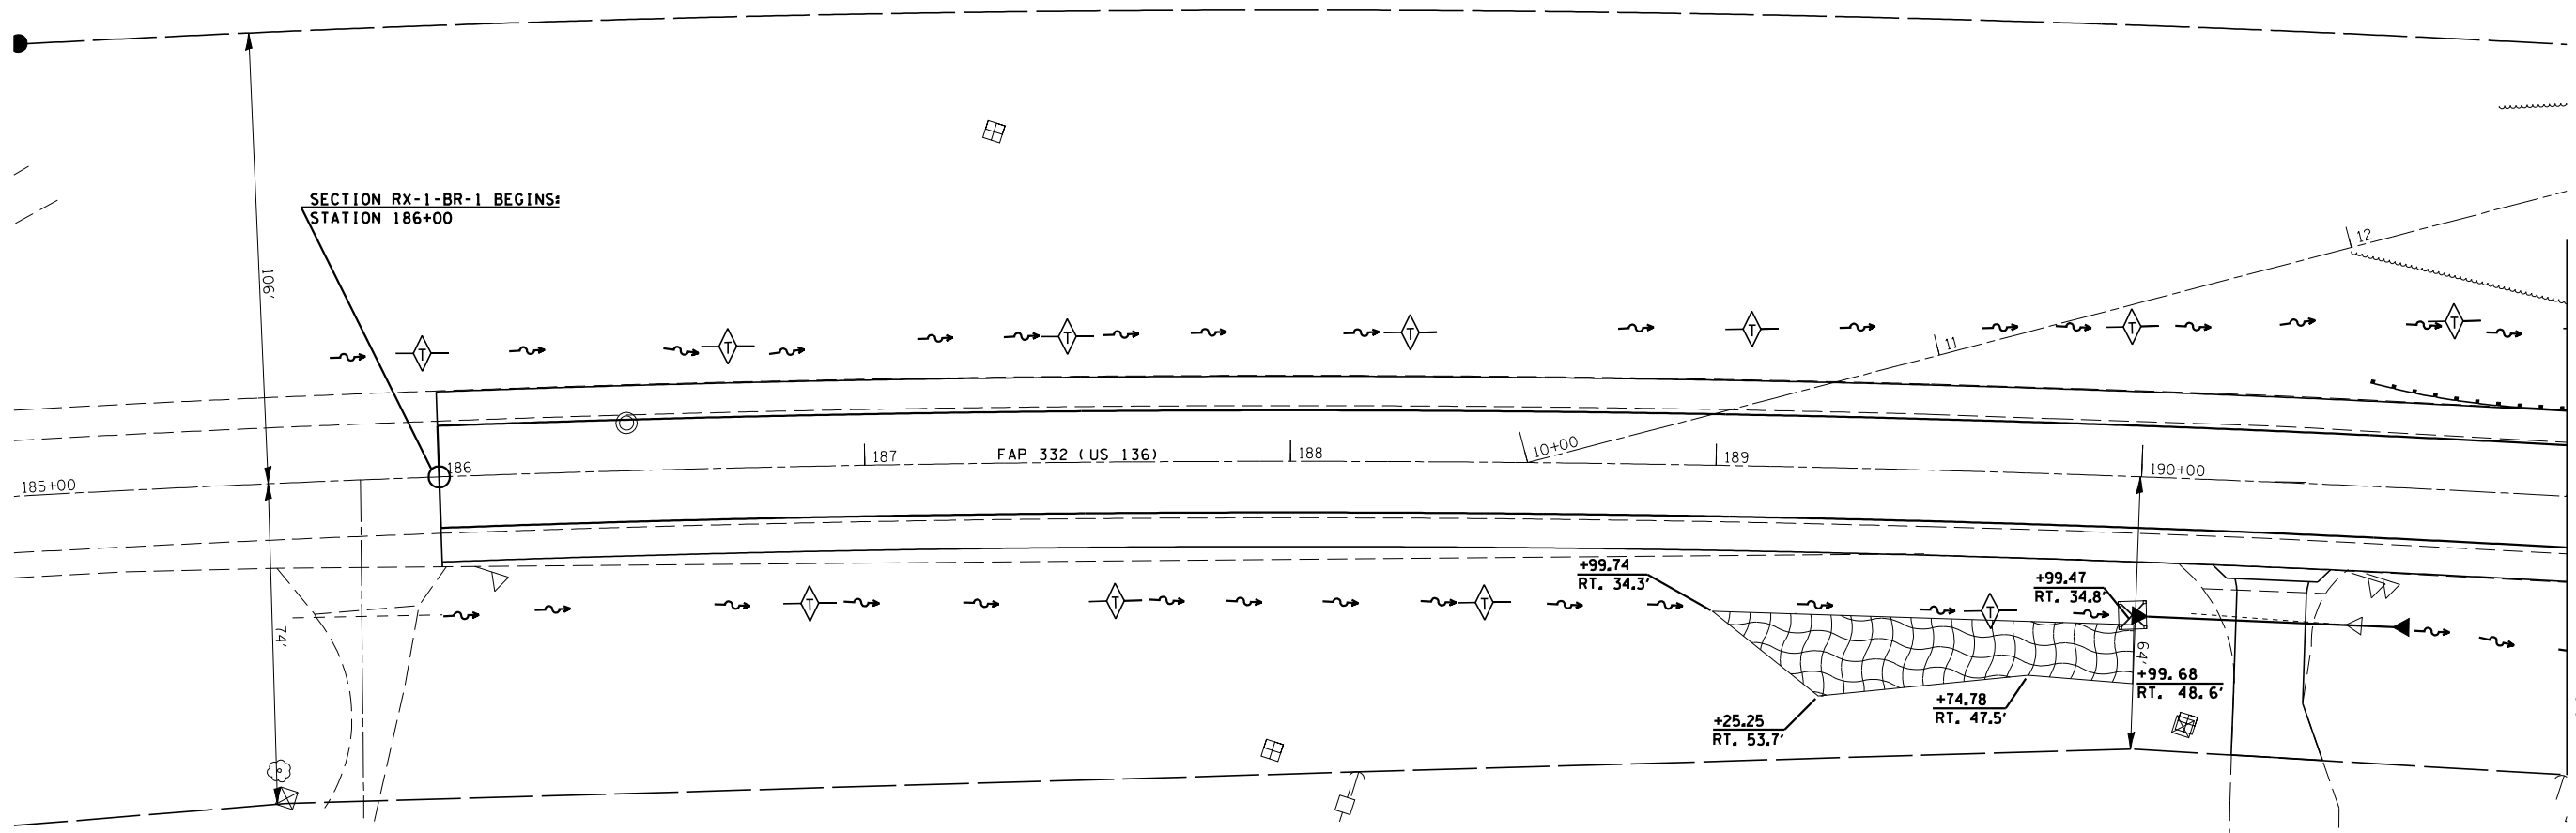 SECTION RX-1-BR-1 BEGINS:
STATION 186+00
106'
12
11
10+00
185+00
186
187
FAP 332 (US 136)
188
189
190+00
T
T
T
T
T
T
T
T
T
T
T
74'
+99.74
RT. 34.3'
+99.47
RT. 34.8'
64'
+99.68
RT. 48.6'
+74.78
RT. 47.5'
+25.25
RT. 53.7'